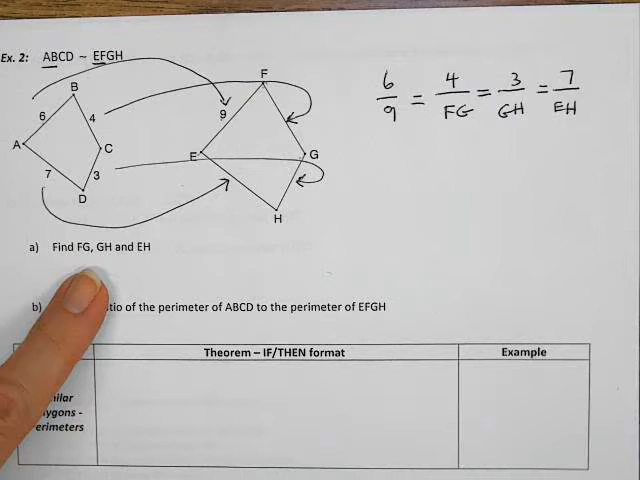 Ex. 2: ABCD ~ EFGH
6/9 = 4/FG = 3/GH = 7/EH
B
6
4
A
C
7
3
D
F
9
E
G
H
a) Find FG, GH and EH
b) tio of the perimeter of ABCD to the perimeter of EFGH
Theorem – IF/THEN format
Example
ilar
ygons -
erimeters